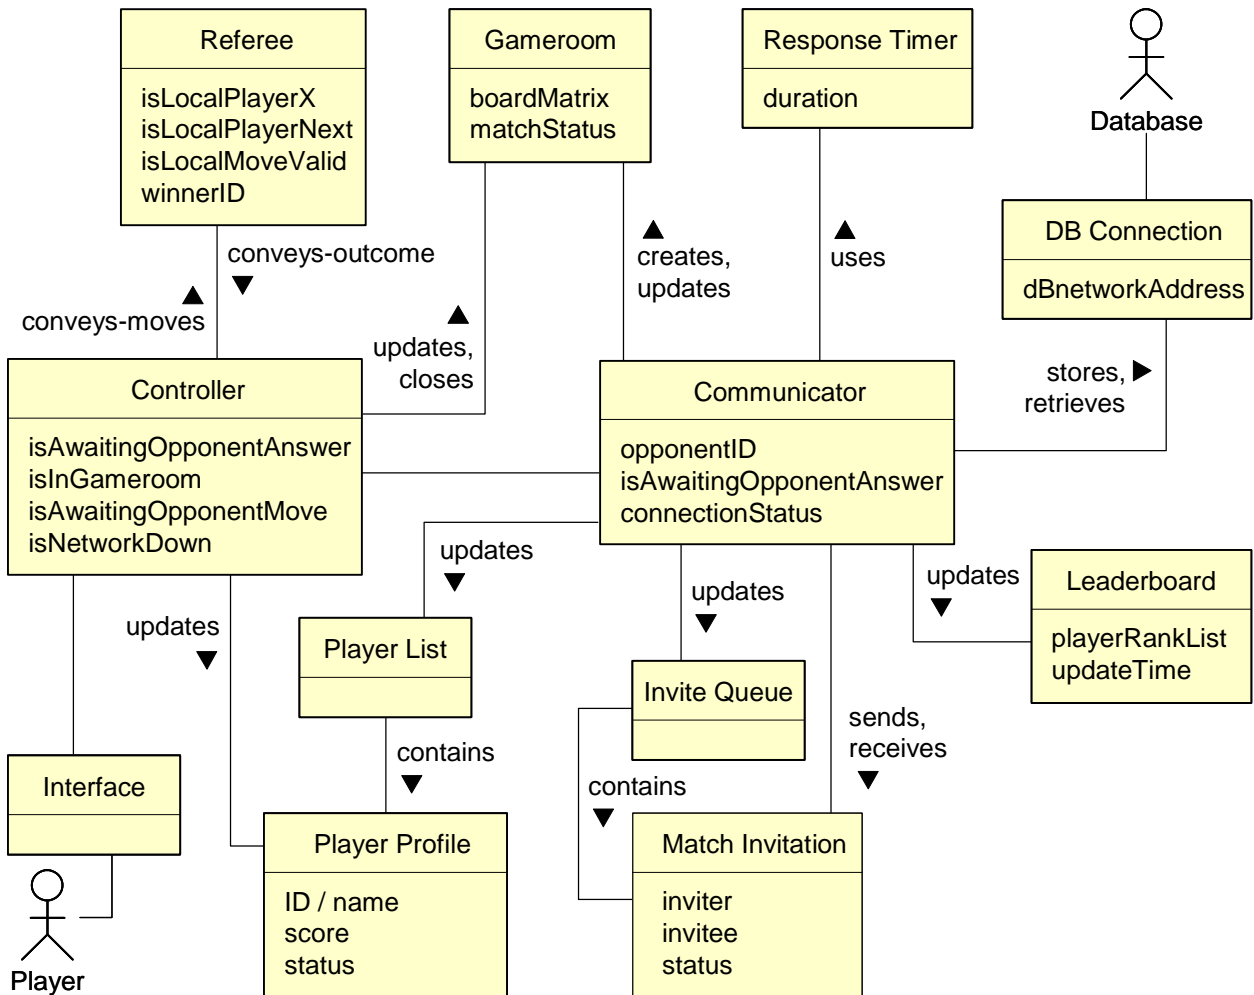 Referee
isLocalPlayerX
isLocalPlayerNext
isLocalMoveValid
winnerID
Gameroom
boardMatrix
matchStatus
Response Timer
duration
Database
DB Connection
dBnetworkAddress
conveys-outcome
conveys-moves
updates,
closes
creates,
updates
uses
stores,
retrieves
Controller
isAwaitingOpponentAnswer
isInGameroom
isAwaitingOpponentMove
isNetworkDown
Communicator
opponentID
isAwaitingOpponentAnswer
connectionStatus
updates
updates
updates
updates
Leaderboard
playerRankList
updateTime
Player List
Invite Queue
sends,
receives
contains
contains
Interface
Player
Player Profile
ID / name
score
status
Match Invitation
inviter
invitee
status